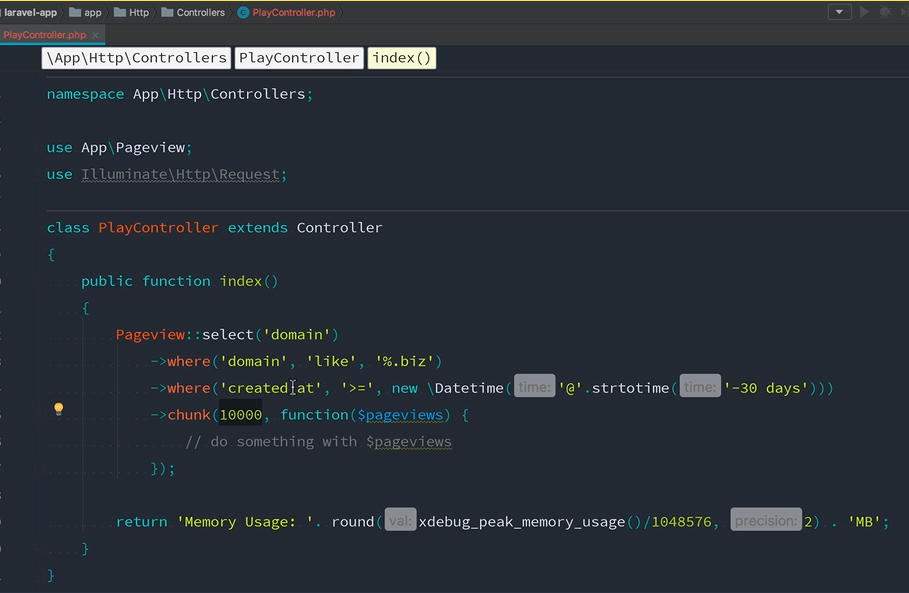 laravel-app app Http Controllers PlayController.php
PlayController.php
\App\Http\Controllers PlayController index()
namespace App\Http\Controllers;
use App\Pageview;
use Illuminate\Http\Request;
class PlayController extends Controller
{
public function index()
{
Pageview::select('domain')
->where('domain', 'like', '%.biz')
->where('created_at', '>=', new \Datetime( time: '@'.strtotime( time: '-30 days')))
->chunk(10000, function($pageviews) {
// do something with $pageviews
});
return 'Memory Usage: '. round( val: xdebug_peak_memory_usage()/1048576, precision: 2) . 'MB';
}
}